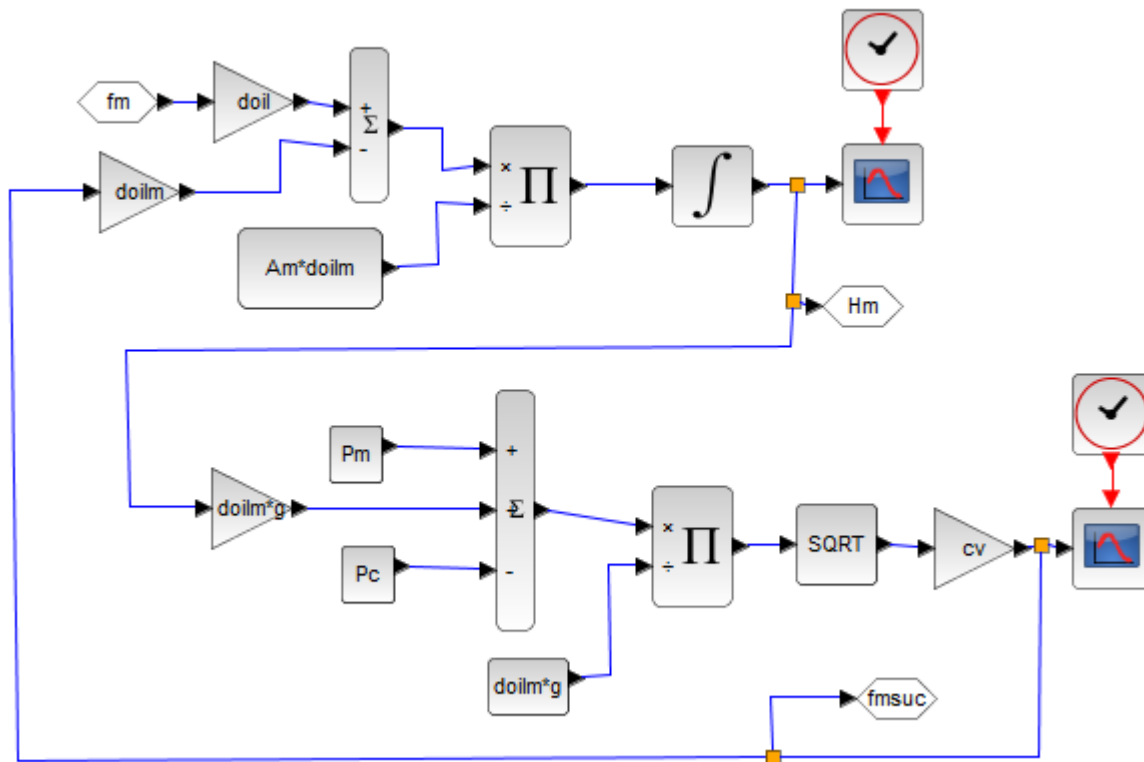 fm
doil
+
Σ
-
doilm
×
∏
÷
∫
Am*doilm
Hm
Pm
+
doilm*g
+
Σ
Pc
-
×
∏
÷
SQRT
cv
doilm*g
fmsuc